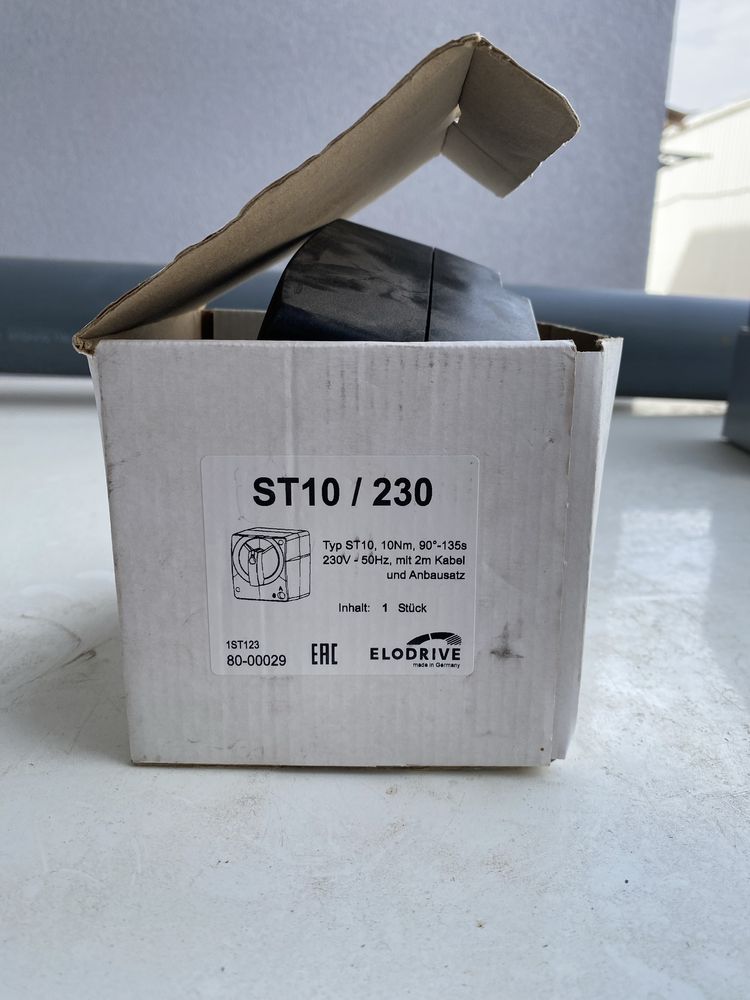 ST10 / 230
Typ ST10, 10Nm, 90°-135s
230V - 50Hz, mit 2m Kabel
und Anbausatz
Inhalt: 1 Stück
1ST123
80-00029
EAC
ELODRIVE
made in Germany